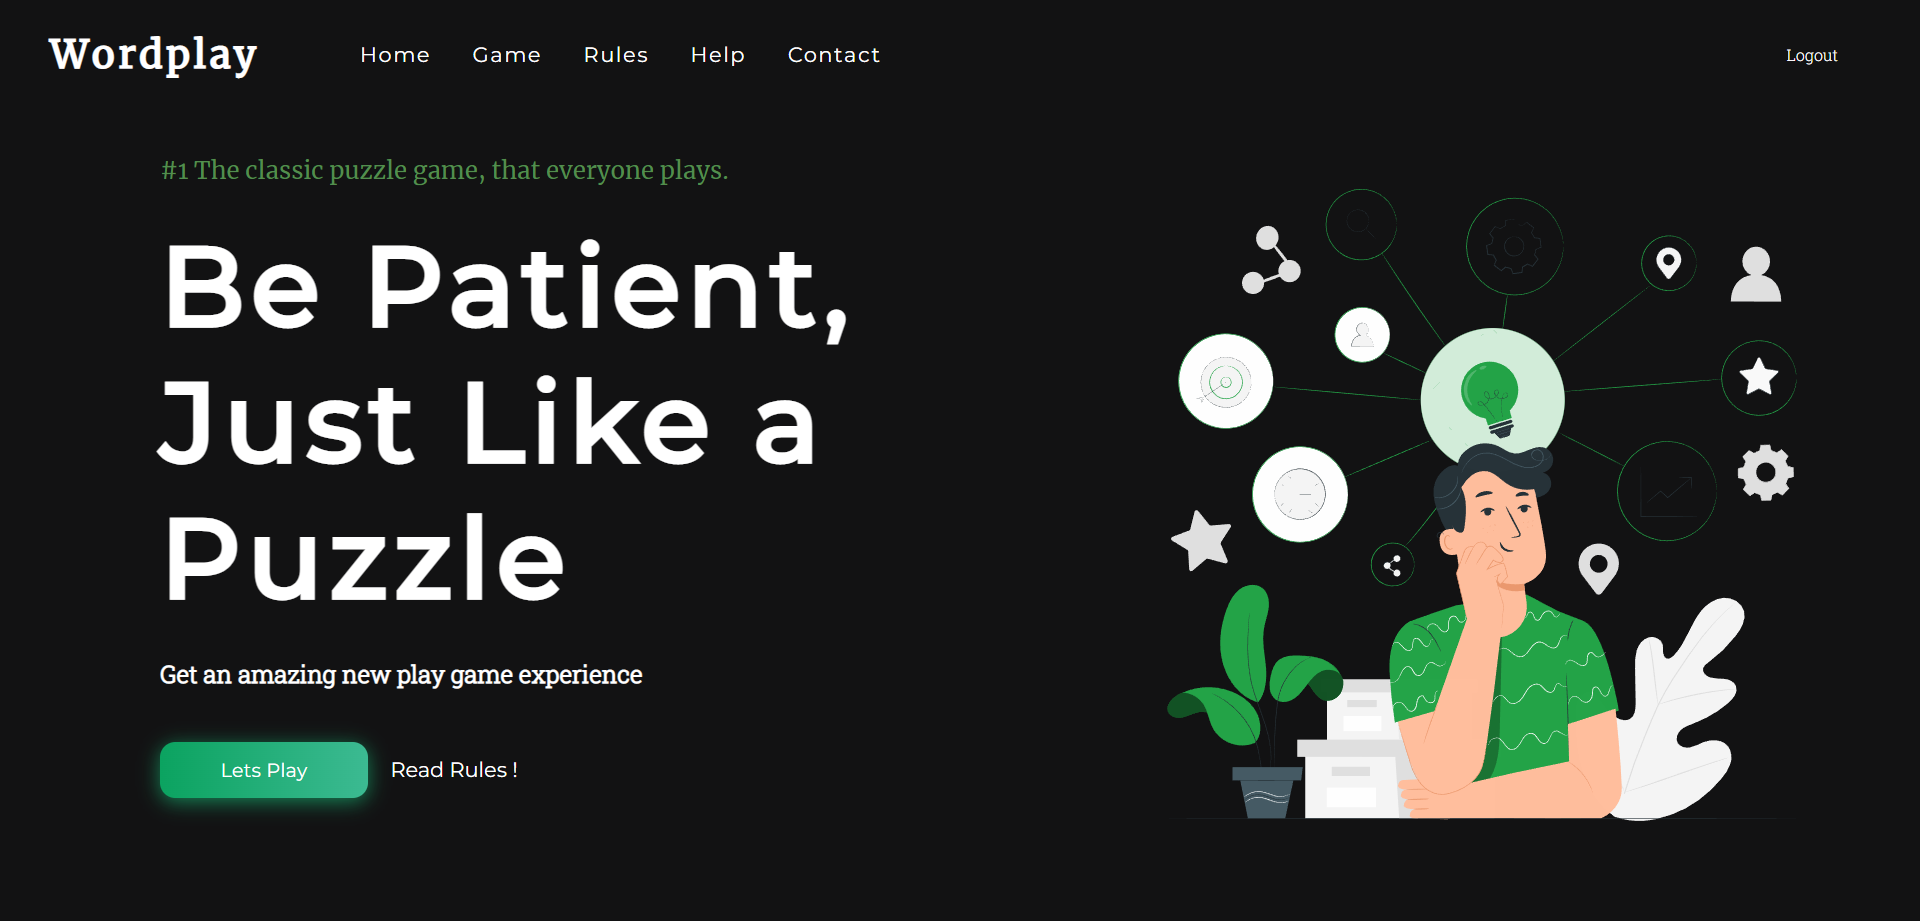 Wordplay
Home Game Rules Help Contact
Logout
#1 The classic puzzle game, that everyone plays.
Be Patient,
Just Like a
Puzzle
Get an amazing new play game experience
Lets Play
Read Rules !